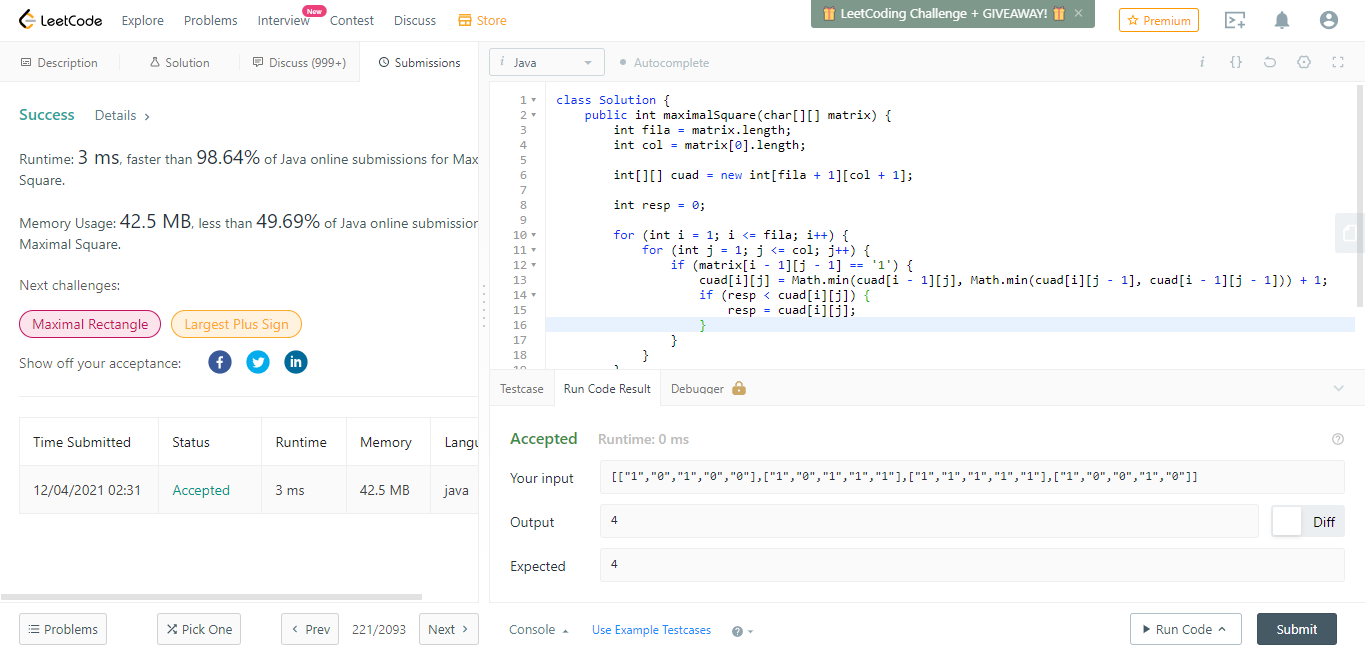 LeetCode Explore Problems Interview New Contest Discuss Store LeetCoding Challenge + GIVEAWAY! × Premium
Description Solution Discuss (999+) Submissions
Success Details >
Runtime: 3 ms, faster than 98.64% of Java online submissions for Max
Square.
Memory Usage: 42.5 MB, less than 49.69% of Java online submission
Maximal Square.
Next challenges:
Maximal Rectangle Largest Plus Sign
Show off your acceptance:
Time Submitted Status Runtime Memory Langu
12/04/2021 02:31 Accepted 3 ms 42.5 MB java
i Java Autocomplete i {}
1 class Solution {
2 public int maximalSquare(char[][] matrix) {
3 int fila = matrix.length;
4 int col = matrix[0].length;
5
6 int[][] cuad = new int[fila + 1][col + 1];
7
8 int resp = 0;
9
10 for (int i = 1; i <= fila; i++) {
11 for (int j = 1; j <= col; j++) {
12 if (matrix[i - 1][j - 1] == '1') {
13 cuad[i][j] = Math.min(cuad[i - 1][j], Math.min(cuad[i][j - 1], cuad[i - 1][j - 1])) + 1;
14 if (resp < cuad[i][j]) {
15 resp = cuad[i][j];
16 }
17 }
18 }
Testcase Run Code Result Debugger
Accepted Runtime: 0 ms
Your input [["1","0","1","0","0"],["1","0","1","1","1"],["1","1","1","1","1"],["1","0","0","1","0"]]
Output 4 Diff
Expected 4
Problems Pick One < Prev 221/2093 Next > Console Use Example Testcases ? Run Code Submit